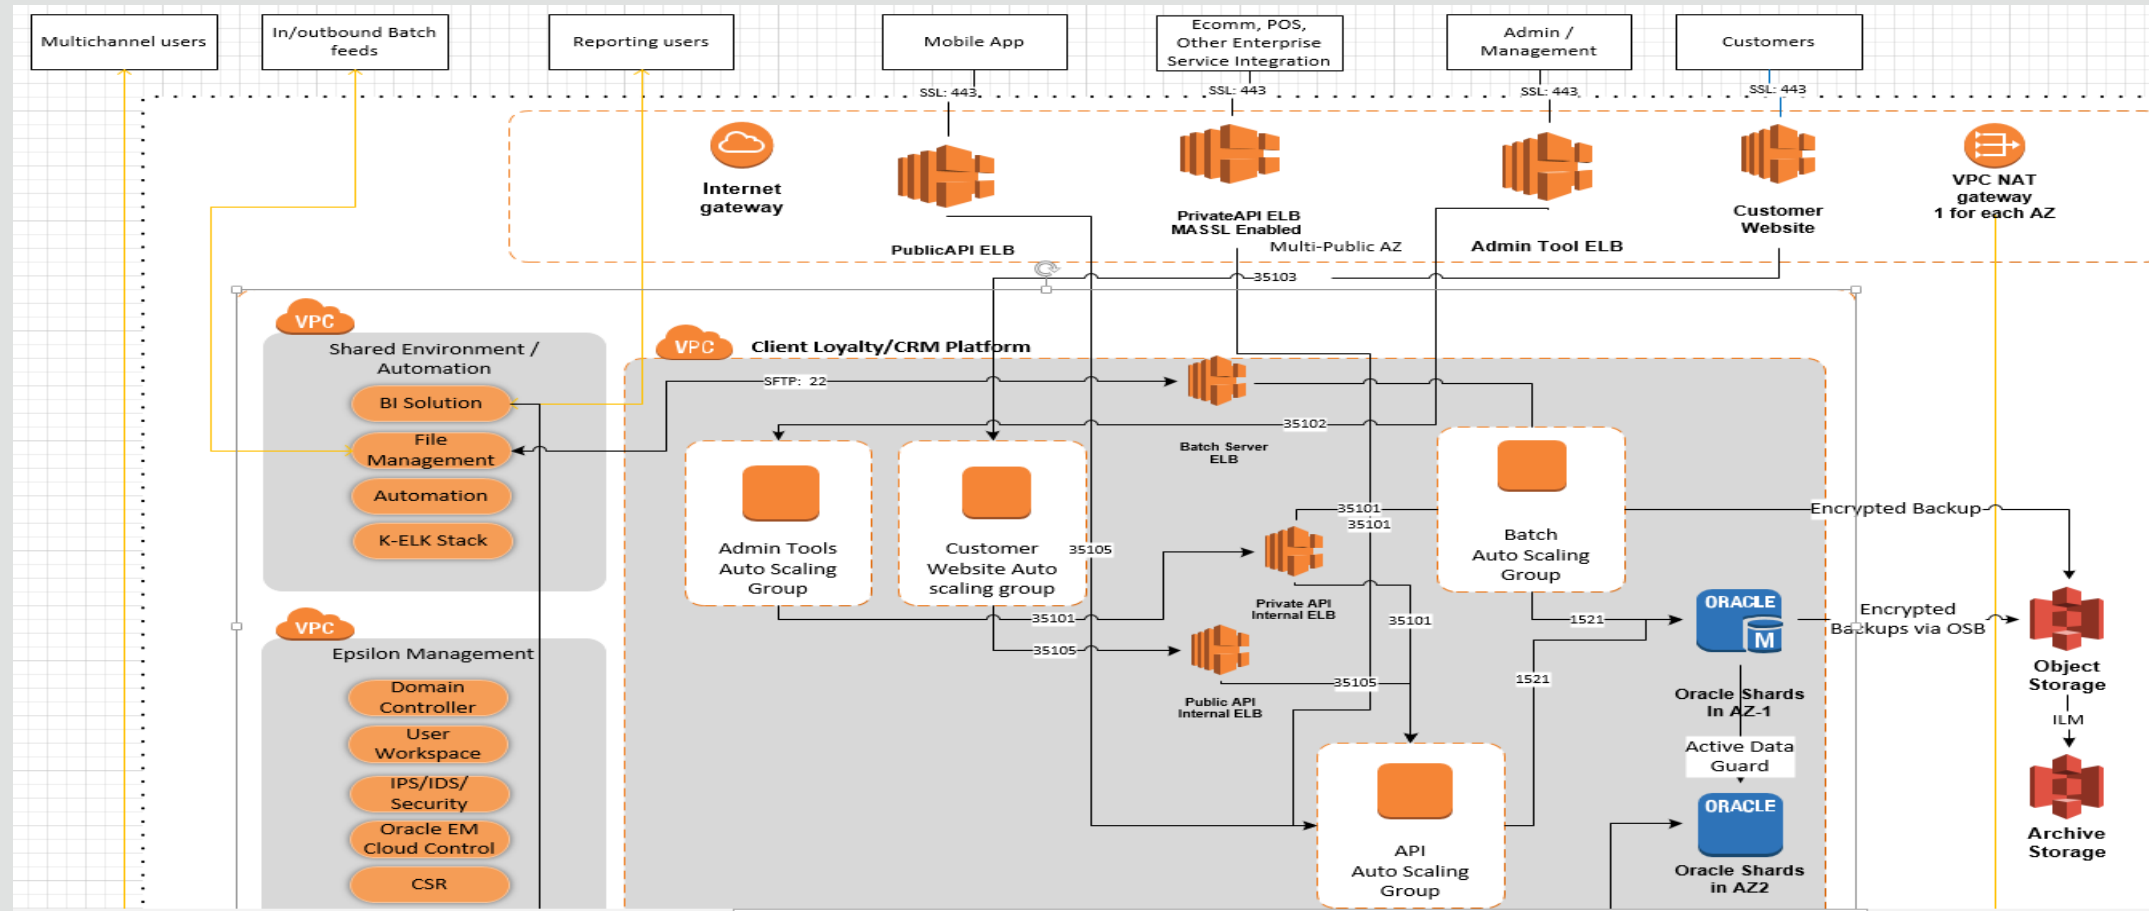 Multichannel users
In/outbound Batch
feeds
Reporting users
Mobile App
Ecomm, POS,
Other Enterprise
Service Integration
Admin /
Management
Customers
SSL: 443
SSL: 443
SSL: 443
SSL: 443
Internet
gateway
PublicAPI ELB
PrivateAPI ELB
MASSL Enabled
Multi-Public AZ
Admin Tool ELB
Customer
Website
VPC NAT
gateway
1 for each AZ
35103
VPC
Shared Environment /
Automation
BI Solution
File
Management
Automation
K-ELK Stack
VPC
Client Loyalty/CRM Platform
SFTP: 22
35102
Batch Server
ELB
Admin Tools
Auto Scaling
Group
Customer
Website Auto
scaling group
35105
35101
35101
Batch
Auto Scaling
Group
Encrypted Backup
Private API
Internal ELB
35101
35101
1521
ORACLE
M
Encrypted
Backups via OSB
35105
35105
1521
Public API
Internal ELB
Oracle Shards
In AZ-1
Object
Storage
ILM
Active Data
Guard
ORACLE
Oracle Shards
in AZ2
Archive
Storage
API
Auto Scaling
Group
VPC
Epsilon Management
Domain
Controller
User
Workspace
IPS/IDS/
Security
Oracle EM
Cloud Control
CSR